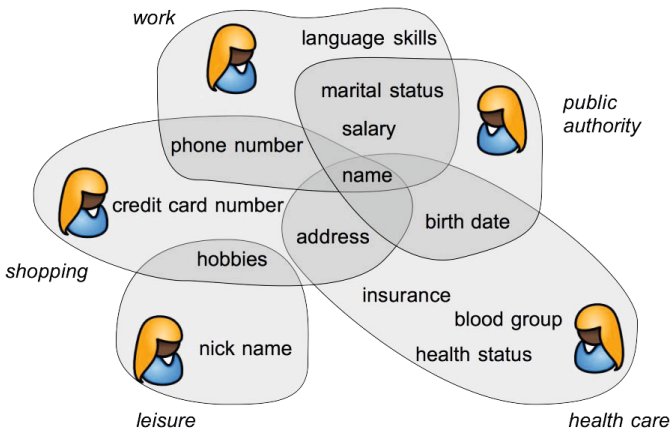 work
language skills
marital status
public
authority
salary
phone number
name
credit card number
birth date
address
hobbies
shopping
insurance
blood group
nick name
health status
leisure
health care